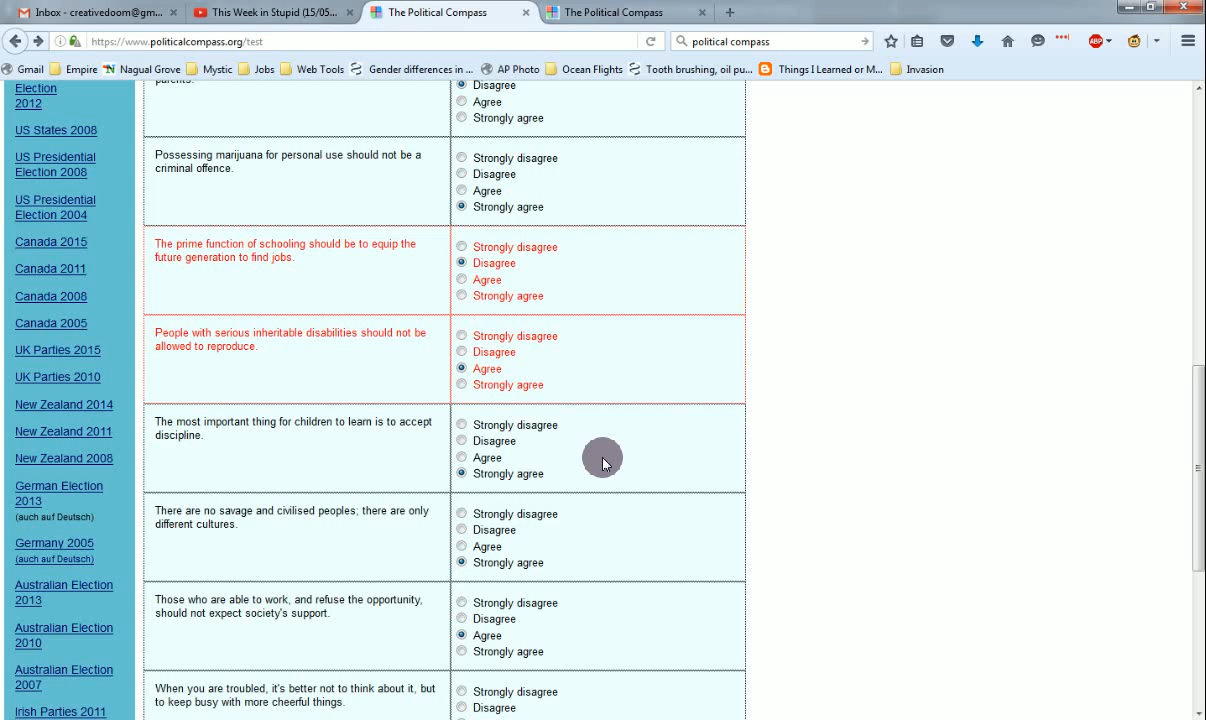 Inbox - creativedoom@gm...
This Week in Stupid (15/05...
The Political Compass
The Political Compass
https://www.politicalcompass.org/test
political compass
ABP
Gmail
Empire
Nagual Grove
Mystic
Jobs
Web Tools
Gender differences in ...
AP Photo
Ocean Flights
Tooth brushing, oil pu...
Things I Learned or M...
Invasion
Election
2012
US States 2008
US Presidential
Election 2008
US Presidential
Election 2004
Canada 2015
Canada 2011
Canada 2008
Canada 2005
UK Parties 2015
UK Parties 2010
New Zealand 2014
New Zealand 2011
New Zealand 2008
German Election
2013
(auch auf Deutsch)
Germany 2005
(auch auf Deutsch)
Australian Election
2013
Australian Election
2010
Australian Election
2007
Irish Parties 2011
parents.
Disagree
Agree
Strongly agree
Possessing marijuana for personal use should not be a
criminal offence.
Strongly disagree
Disagree
Agree
Strongly agree
The prime function of schooling should be to equip the
future generation to find jobs.
Strongly disagree
Disagree
Agree
Strongly agree
People with serious inheritable disabilities should not be
allowed to reproduce.
Strongly disagree
Disagree
Agree
Strongly agree
The most important thing for children to learn is to accept
discipline.
Strongly disagree
Disagree
Agree
Strongly agree
There are no savage and civilised peoples; there are only
different cultures.
Strongly disagree
Disagree
Agree
Strongly agree
Those who are able to work, and refuse the opportunity,
should not expect society's support.
Strongly disagree
Disagree
Agree
Strongly agree
When you are troubled, it's better not to think about it, but
to keep busy with more cheerful things.
Strongly disagree
Disagree